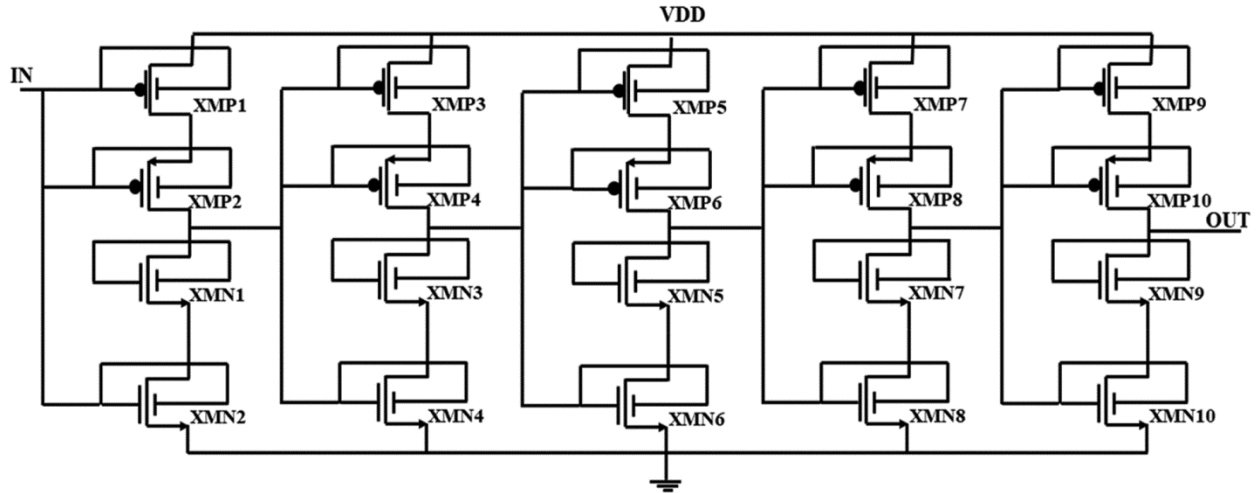 VDD
IN
XMP1
XMP3
XMP5
XMP7
XMP9
XMP2
XMP4
XMP6
XMP8
XMP10
OUT
XMN1
XMN3
XMN5
XMN7
XMN9
XMN2
XMN4
XMN6
XMN8
XMN10